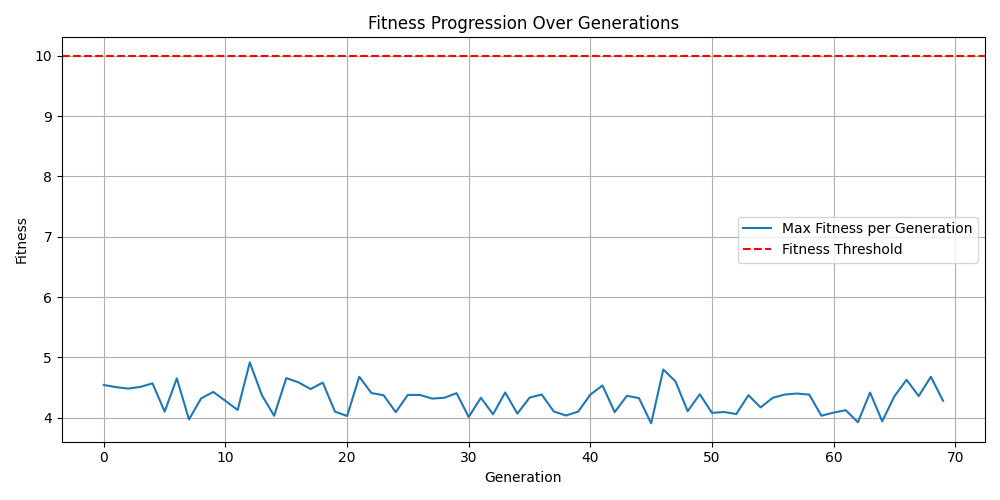 Fitness Progression Over Generations
10
9
8
7
6
5
4
Fitness
Max Fitness per Generation
Fitness Threshold
0 10 20 30 40 50 60 70
Generation